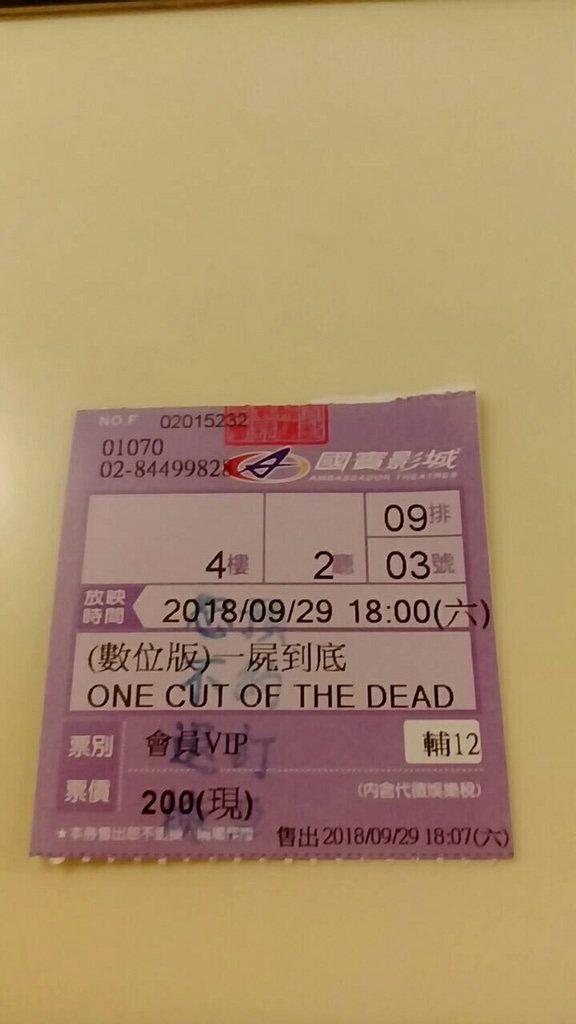 NO.F 02015232
01070
02-84499828
國賓影城
AMBASSADOR THEATRES
09排
4樓 2廳 03號
放映時間 2018/09/29 18:00(六)
(數位版)一屍到底
ONE CUT OF THE DEAD
票別 會員VIP 輔12
票價 200(現) (內含代徵娛樂稅)
售出 2018/09/29 18:07(六)